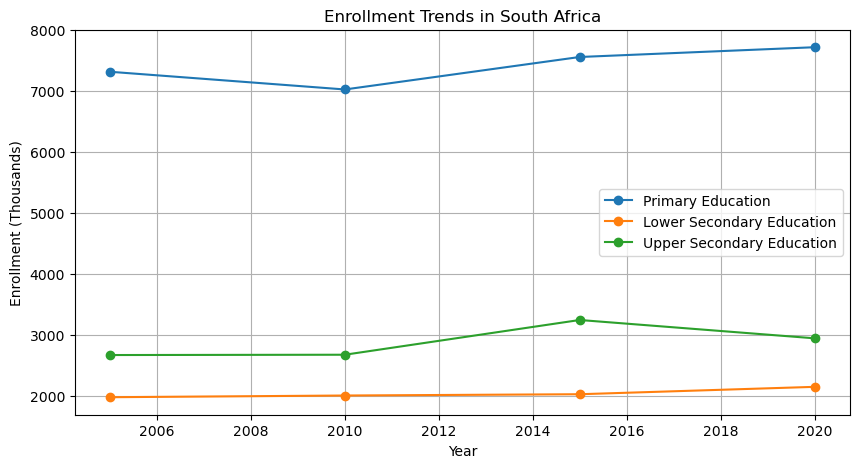 Enrollment Trends in South Africa
8000
7000
6000
5000
4000
3000
2000
Enrollment (Thousands)
Primary Education
Lower Secondary Education
Upper Secondary Education
2006 2008 2010 2012 2014 2016 2018 2020
Year